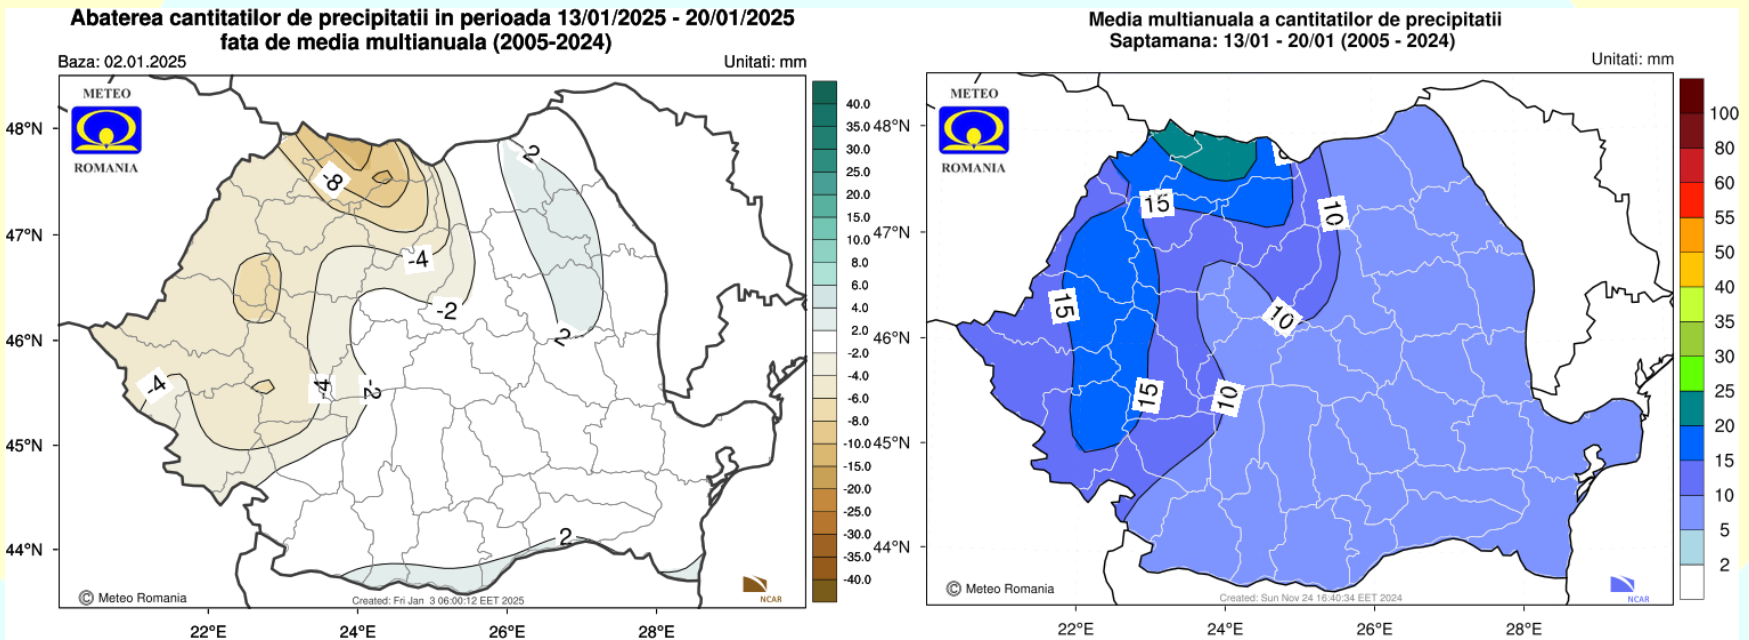 Abaterea cantitatilor de precipitatii in perioada 13/01/2025 - 20/01/2025
fata de media multianuala (2005-2024)
Baza: 02.01.2025
Unitati: mm
METEO
ROMANIA
48°N
47°N
46°N
45°N
44°N
22°E
24°E
26°E
28°E
-8
2
-4
-2
2
-4
-4
-2
2
© Meteo Romania
Created: Fri Jan 3 06:00:12 EET 2025
NCAR
40.0
35.0
30.0
25.0
20.0
15.0
10.0
8.0
6.0
4.0
2.0
-2.0
-4.0
-6.0
-8.0
-10.0
-15.0
-20.0
-25.0
-30.0
-35.0
-40.0
Media multianuala a cantitatilor de precipitatii
Saptamana: 13/01 - 20/01 (2005 - 2024)
Unitati: mm
METEO
ROMANIA
48°N
47°N
46°N
45°N
44°N
22°E
24°E
26°E
28°E
15
10
15
10
15
10
© Meteo Romania
Created: Sun Nov 24 16:40:34 EET 2024
NCAR
100
80
60
55
50
40
35
30
25
20
15
10
5
2